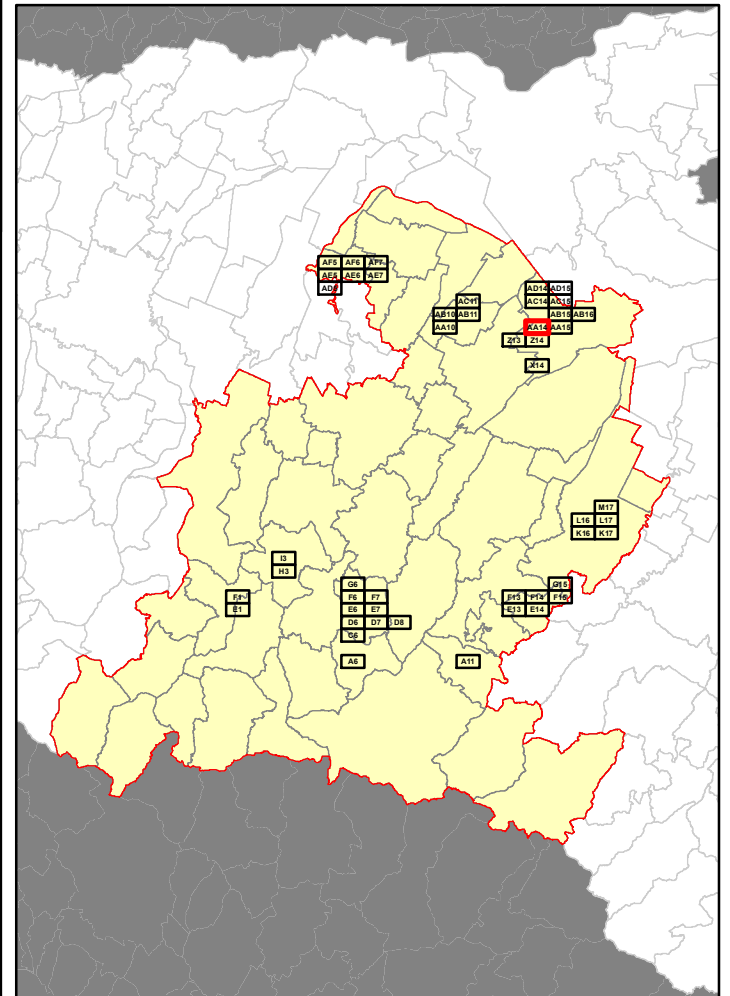 AF5 AF6 AF7
AE5 AE6 AE7
AD14 AD15
AC11 AC14 AC15
AB10 AB11 AB15 AB16
AA10 AA14 AA15
Z13 Z14
X14
M17
L16 L17
K16 K17
I3
H3
G6 G15
F1 F6 F7 F13 F14 F15
E1 E6 E7 E13 E14
D6 D7 D8
C6
A6 A11